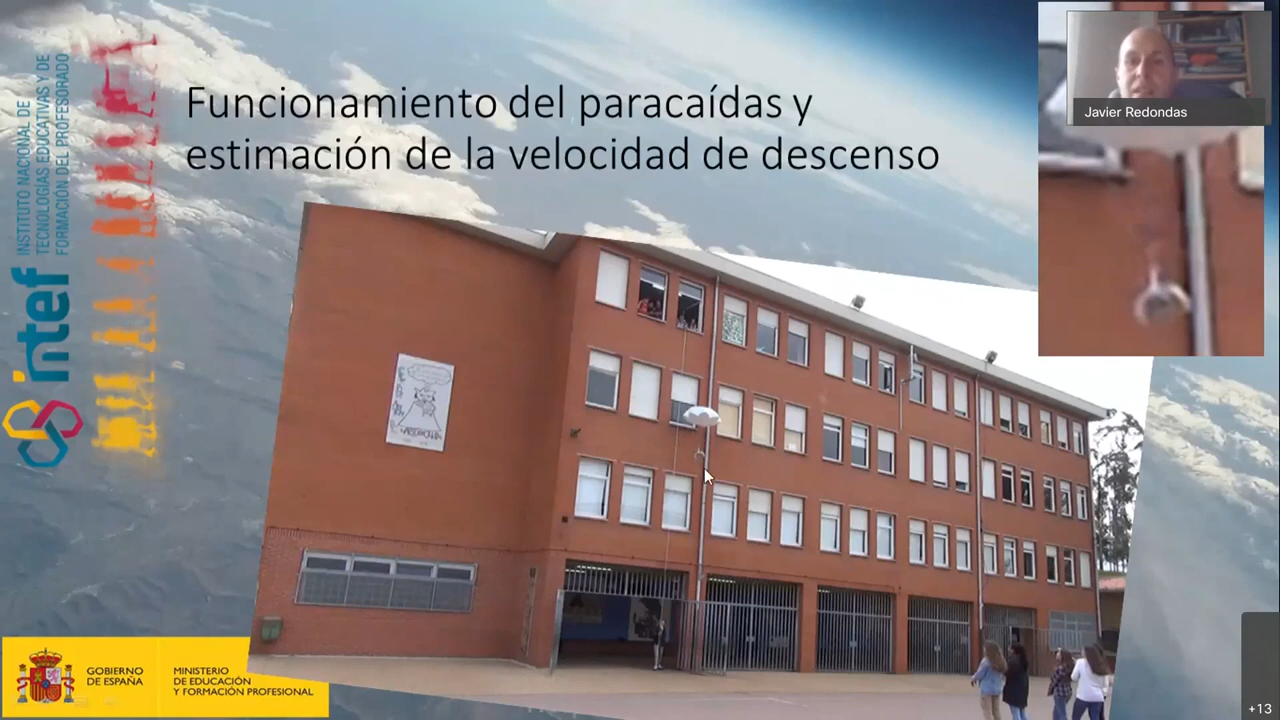 Funcionamiento del paracaídas y
estimación de la velocidad de descenso
Javier Redondas
intef
INSTITUTO NACIONAL DE
TECNOLOGÍAS EDUCATIVAS Y DE
FORMACIÓN DEL PROFESORADO
GOBIERNO
DE ESPAÑA
MINISTERIO
DE EDUCACIÓN
Y FORMACIÓN PROFESIONAL
+13